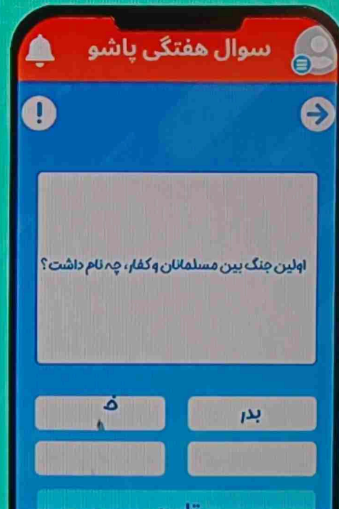 سوال هفتگی پاشو
!
اولین جنگ بین مسلمانان و کفار، چه نام داشت؟
بدر